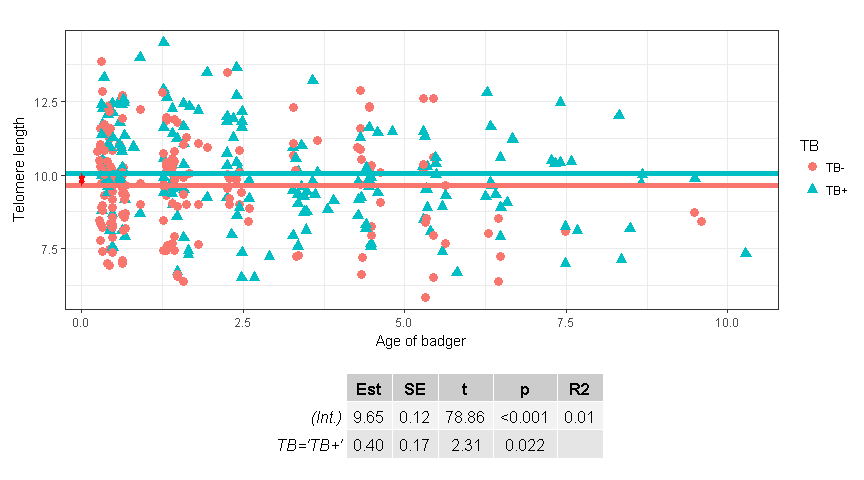 12.5
10.0
7.5
Telomere length
0.0 2.5 5.0 7.5 10.0
Age of badger
TB
TB-
TB+
Est SE t p R2
(Int.) 9.65 0.12 78.86 <0.001 0.01
TB='TB+' 0.40 0.17 2.31 0.022